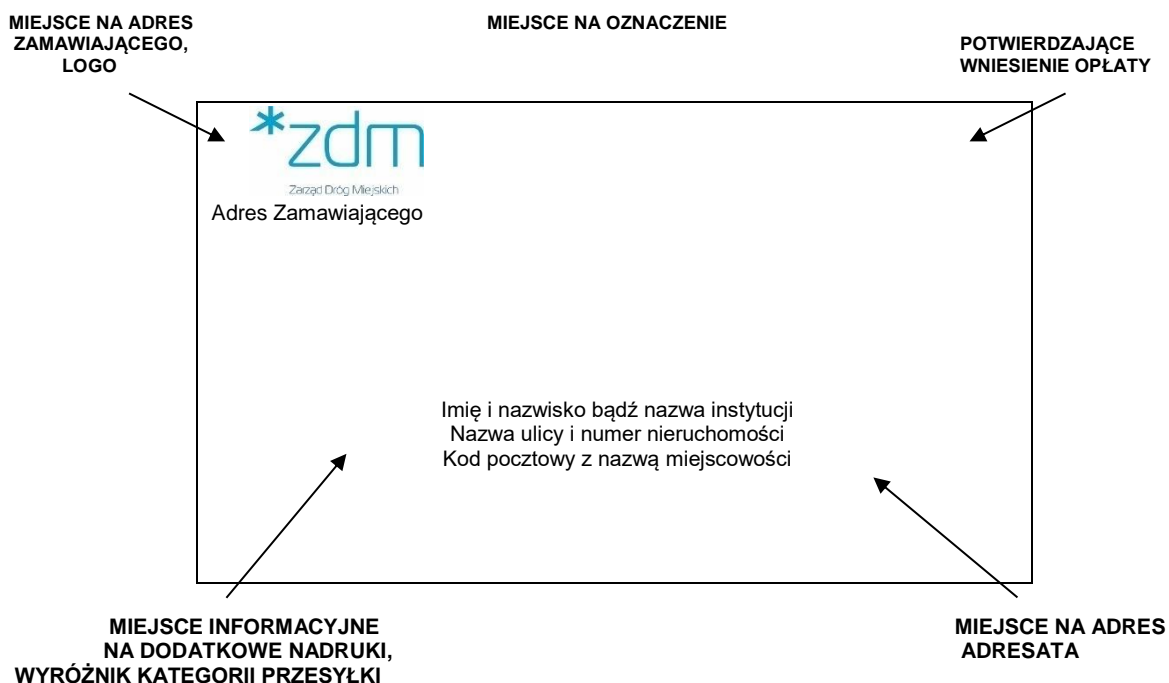 MIEJSCE NA ADRES
ZAMAWIAJĄCEGO,
LOGO
MIEJSCE NA OZNACZENIE
POTWIERDZAJĄCE
WNIESIENIE OPŁATY
*zdm
Zarząd Dróg Miejskich
Adres Zamawiającego
Imię i nazwisko bądź nazwa instytucji
Nazwa ulicy i numer nieruchomości
Kod pocztowy z nazwą miejscowości
MIEJSCE INFORMACYJNE
NA DODATKOWE NADRUKI,
WYRÓŻNIK KATEGORII PRZESYŁKI
MIEJSCE NA ADRES
ADRESATA